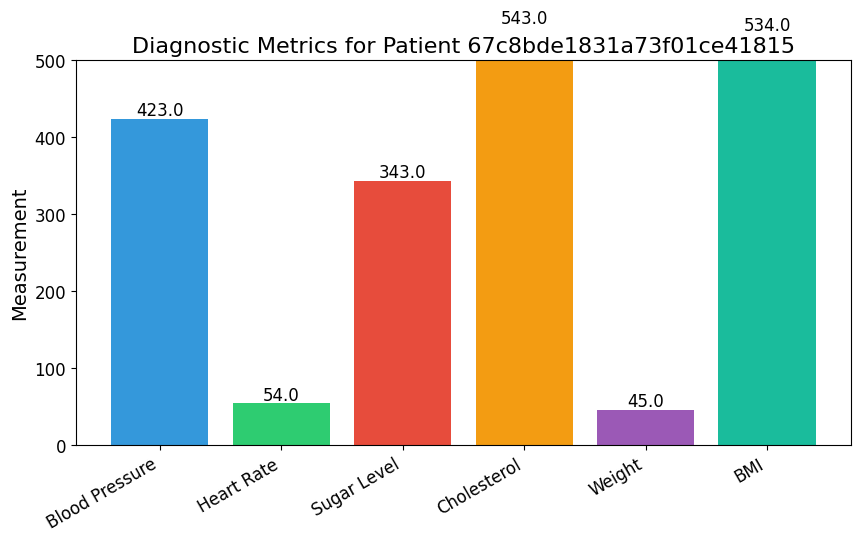 543.0
534.0
Diagnostic Metrics for Patient 67c8bde1831a73f01ce41815
500
423.0
400
343.0
300
Measurement
200
100
54.0
45.0
0
Blood Pressure
Heart Rate
Sugar Level
Cholesterol
Weight
BMI